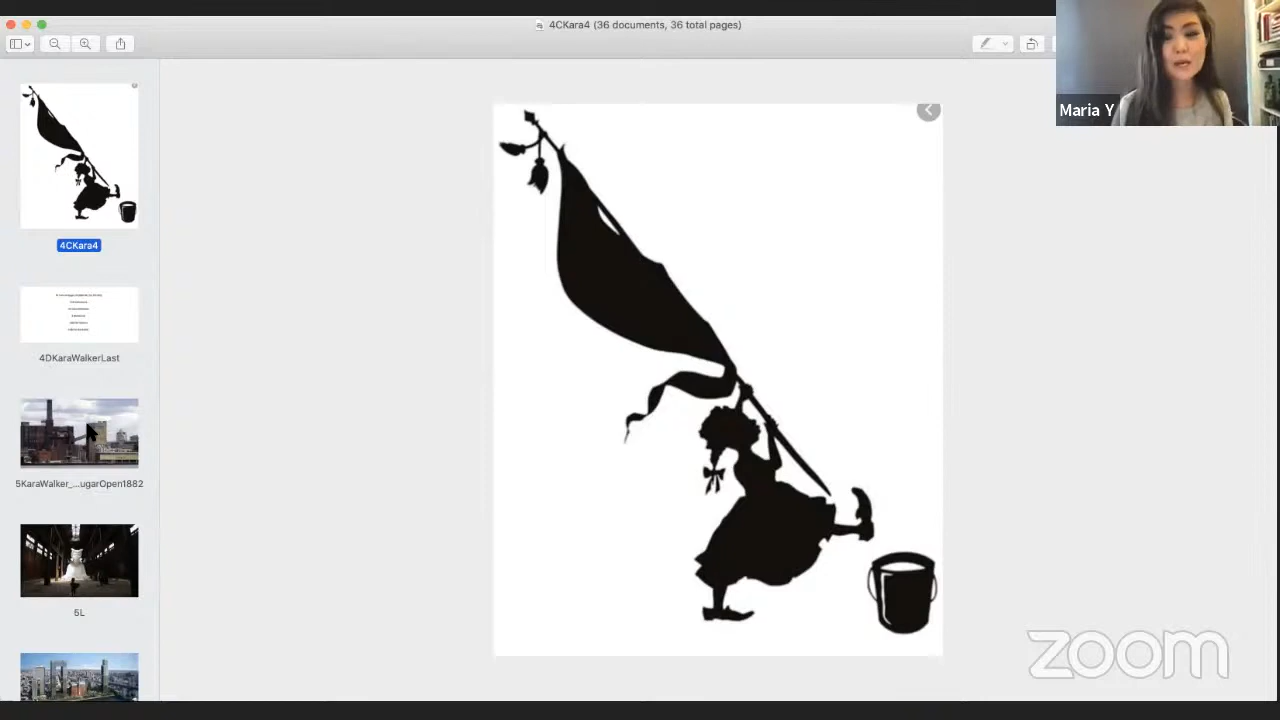 4CKara4 (36 documents, 36 total pages)
Maria Y
4CKara4
4DKaraWalkerLast
5KaraWalker_...ugarOpen1882
5L
zoom